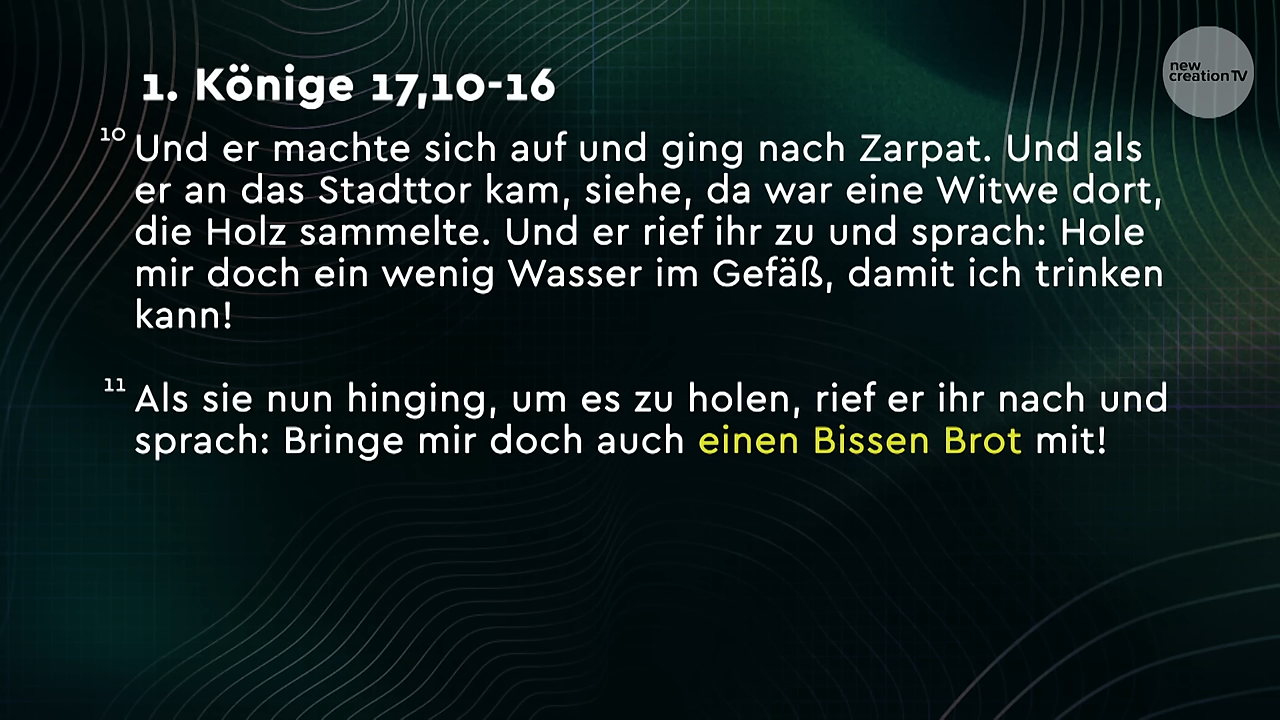 1. Könige 17,10-16
new
creation TV
10 Und er machte sich auf und ging nach Zarpat. Und als
er an das Stadttor kam, siehe, da war eine Witwe dort,
die Holz sammelte. Und er rief ihr zu und sprach: Hole
mir doch ein wenig Wasser im Gefäß, damit ich trinken
kann!
11 Als sie nun hinging, um es zu holen, rief er ihr nach und
sprach: Bringe mir doch auch einen Bissen Brot mit!